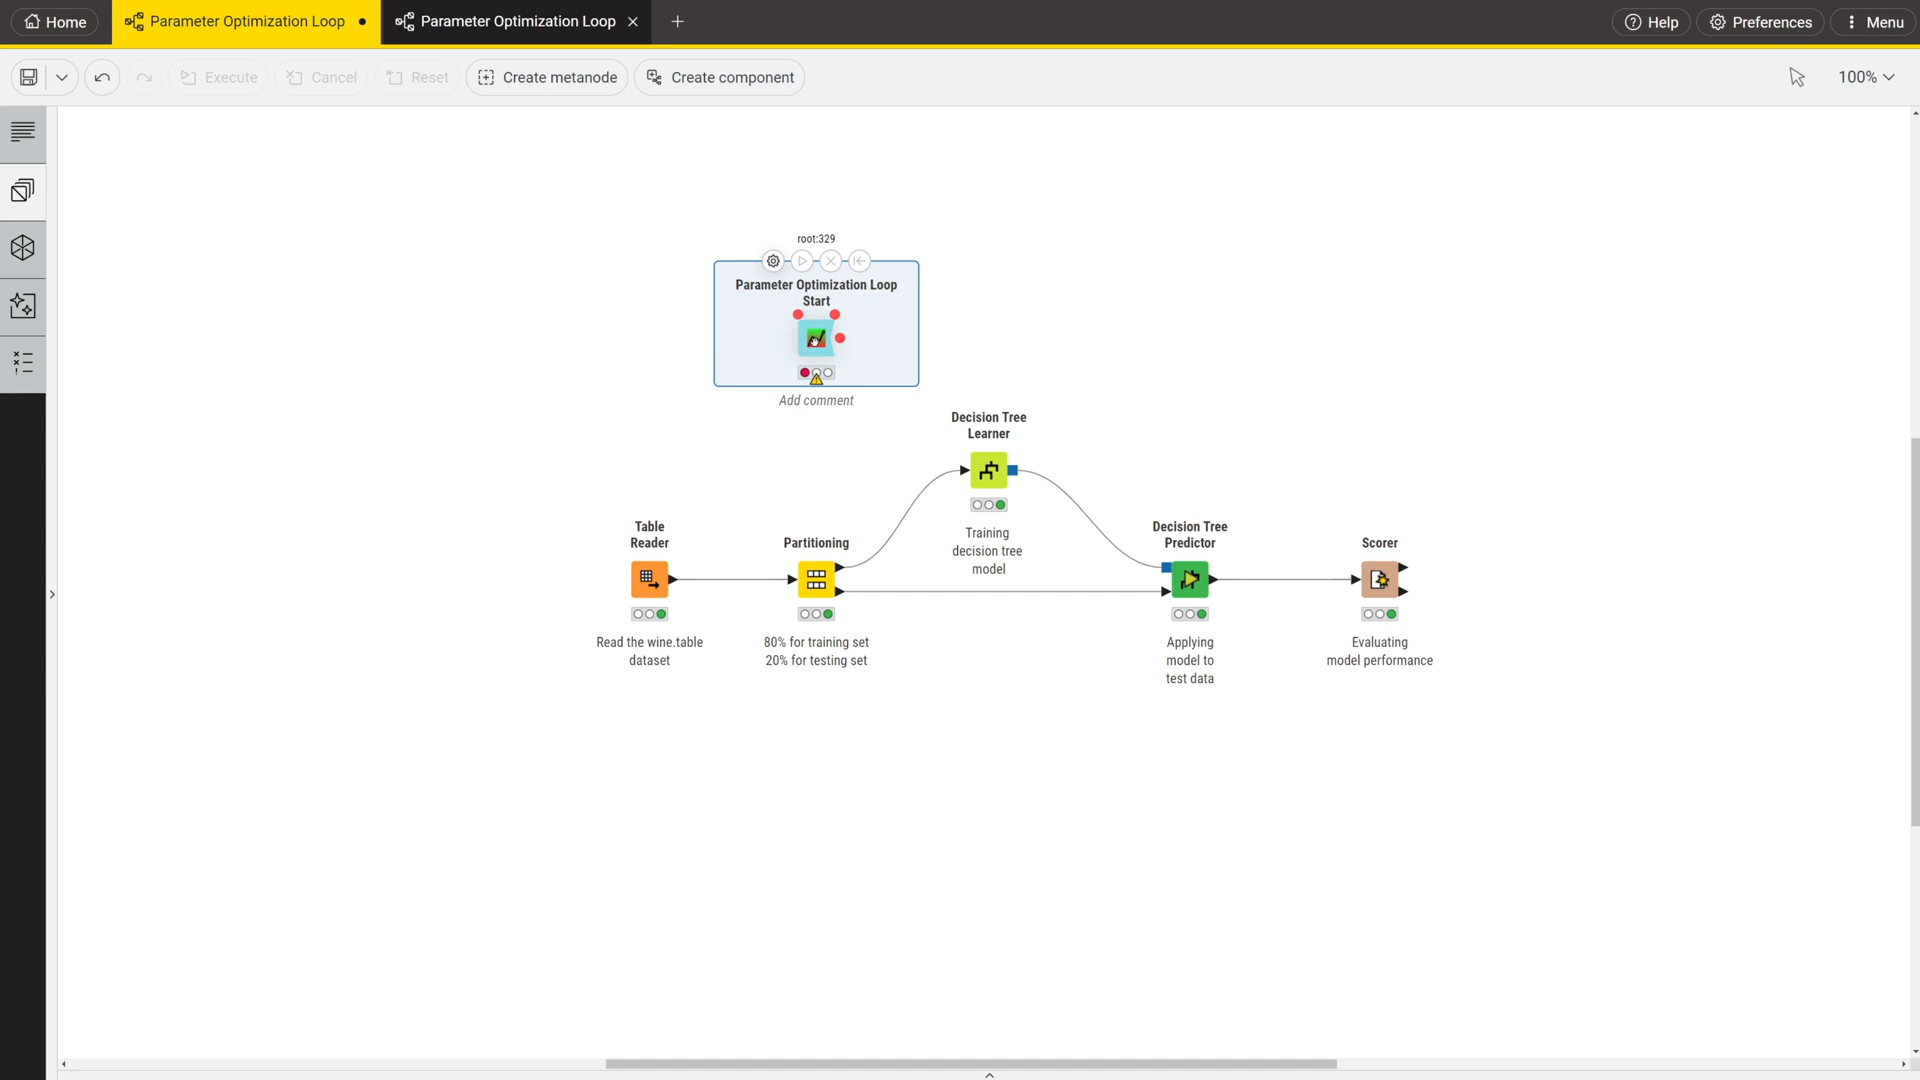 Home
Parameter Optimization Loop
Parameter Optimization Loop
Help
Preferences
Menu
Execute
Cancel
Reset
Create metanode
Create component
100%
root:329
Parameter Optimization Loop
Start
Add comment
Decision Tree
Learner
Training
decision tree
model
Table
Reader
Read the wine.table
dataset
Partitioning
80% for training set
20% for testing set
Decision Tree
Predictor
Applying
model to
test data
Scorer
Evaluating
model performance